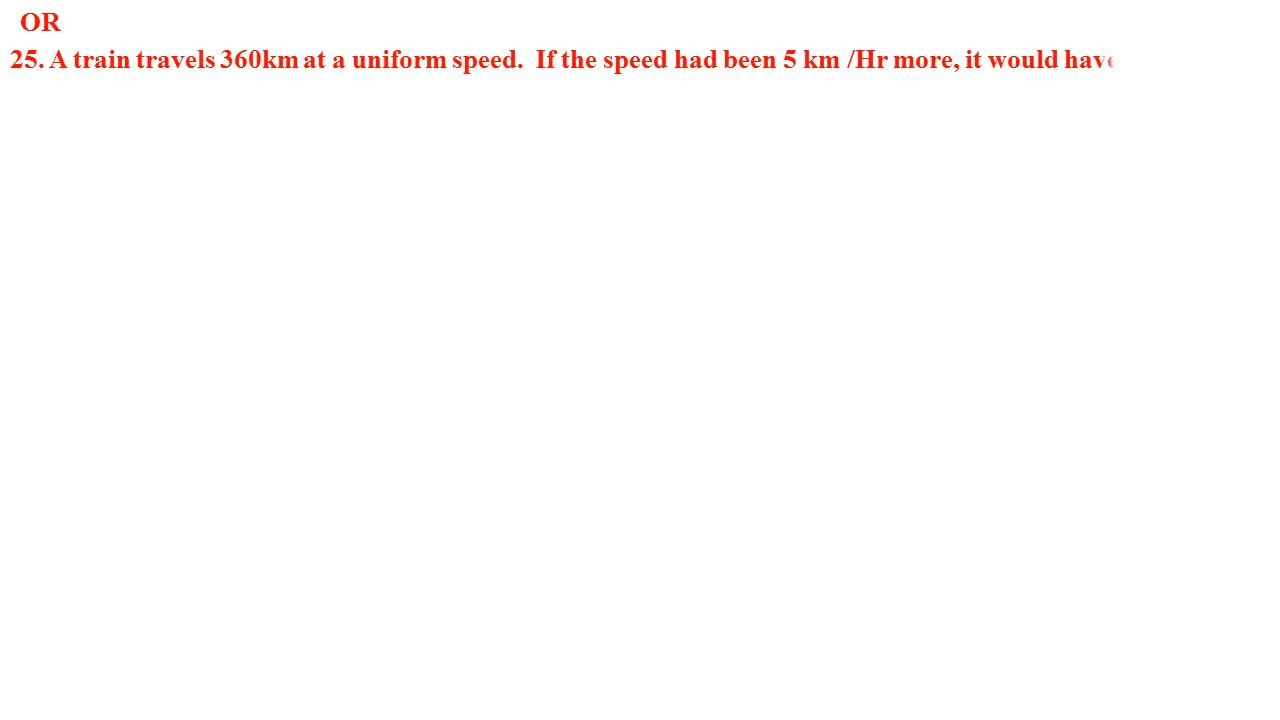 OR
25. A train travels 360km at a uniform speed. If the speed had been 5 km /Hr more, it would have